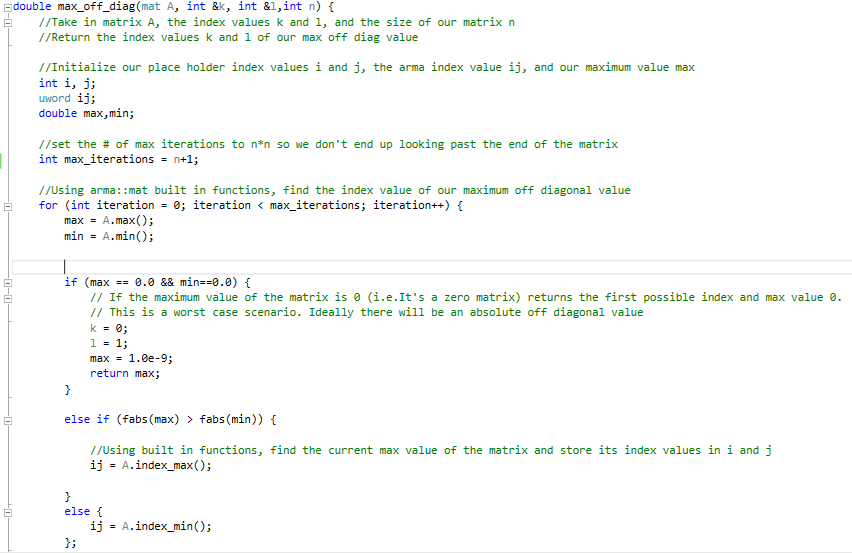 double max_off_diag(mat A, int &k, int &l,int n) {
//Take in matrix A, the index values k and l, and the size of our matrix n
//Return the index values k and l of our max off diag value
//Initialize our place holder index values i and j, the arma index value ij, and our maximum value max
int i, j;
uword ij;
double max,min;
//set the # of max iterations to n*n so we don't end up looking past the end of the matrix
int max_iterations = n+1;
//Using arma::mat built in functions, find the index value of our maximum off diagonal value
for (int iteration = 0; iteration < max_iterations; iteration++) {
max = A.max();
min = A.min();
if (max == 0.0 && min==0.0) {
// If the maximum value of the matrix is 0 (i.e.It's a zero matrix) returns the first possible index and max value 0.
// This is a worst case scenario. Ideally there will be an absolute off diagonal value
k = 0;
l = 1;
max = 1.0e-9;
return max;
}
else if (fabs(max) > fabs(min)) {
//Using built in functions, find the current max value of the matrix and store its index values in i and j
ij = A.index_max();
}
else {
ij = A.index_min();
};